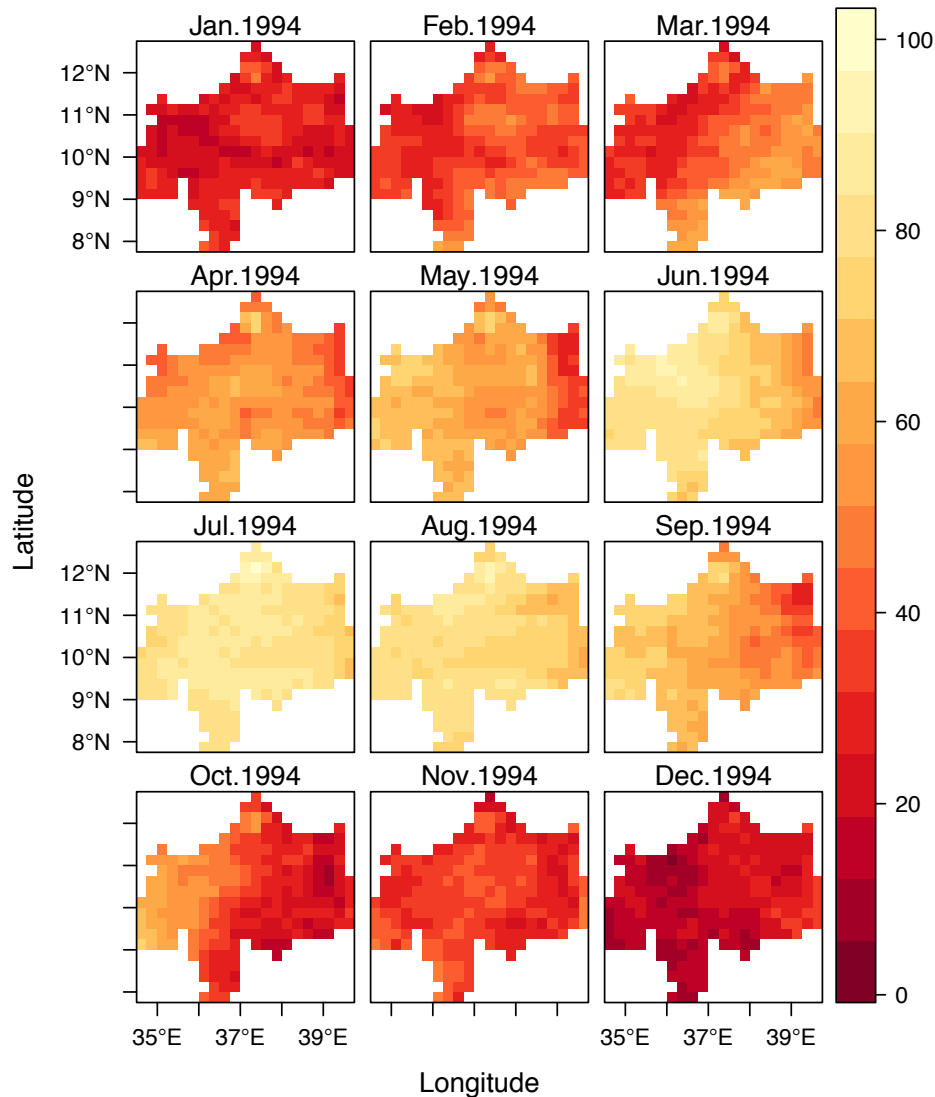 Jan.1994 Feb.1994 Mar.1994
12°N
11°N
10°N
9°N
8°N
Apr.1994 May.1994 Jun.1994
Jul.1994 Aug.1994 Sep.1994
12°N
11°N
10°N
9°N
8°N
Oct.1994 Nov.1994 Dec.1994
35°E 37°E 39°E 35°E 37°E 39°E
Longitude
Latitude
100
80
60
40
20
0